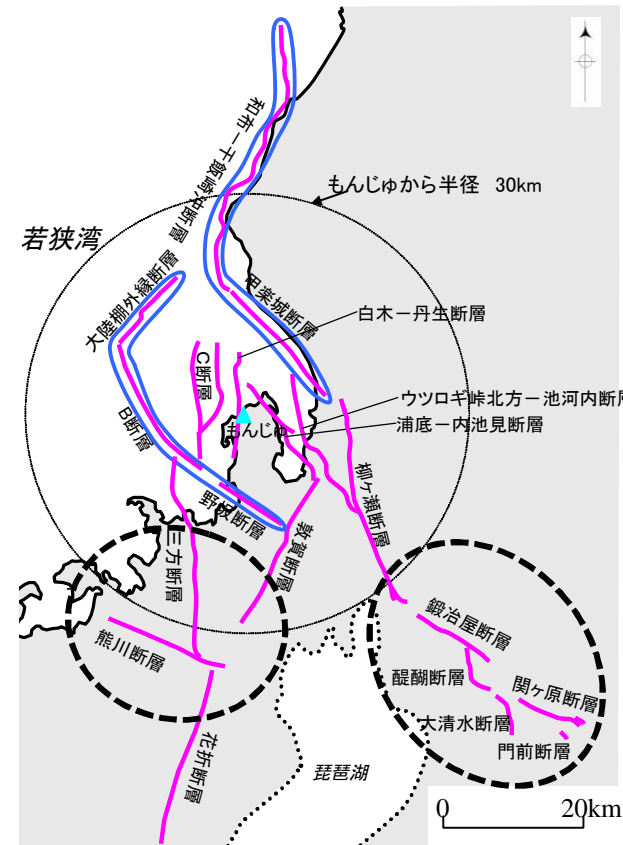 和布－干飯崎沖断層
もんじゅから半径 30km
若狭湾
大陸棚外縁断層
甲楽城断層
白木－丹生断層
C断層
ウツロギ峠北方－池河内断層
B断層
もんじゅ
浦底－内池見断層
柳ヶ瀬断層
野坂断層
三方断層
敦賀断層
鍛冶屋断層
熊川断層
醍醐断層
関ヶ原断層
大清水断層
花折断層
門前断層
琵琶湖
0 20km